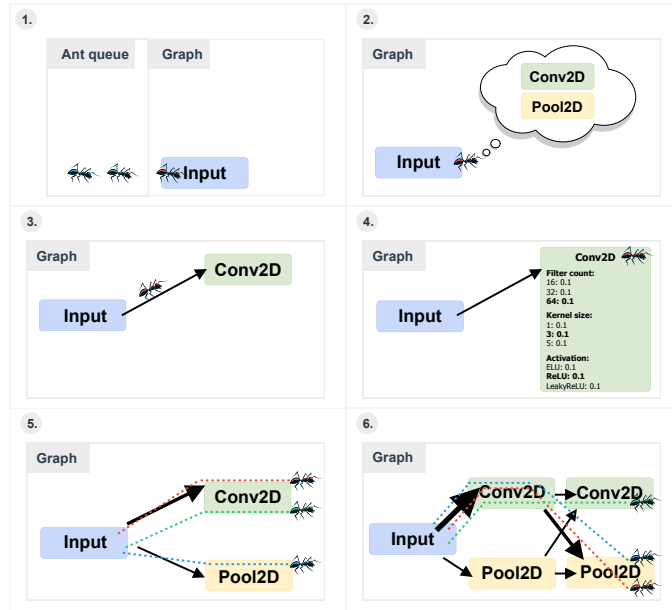 1.
Ant queue
Graph
Input
2.
Graph
Conv2D
Pool2D
Input
3.
Graph
Conv2D
Input
4.
Graph
Input
Conv2D
Filter count:
16: 0.1
32: 0.1
64: 0.1
Kernel size:
1: 0.1
3: 0.1
5: 0.1
Activation:
ELU: 0.1
ReLU: 0.1
LeakyReLU: 0.1
5.
Graph
Conv2D
Input
Pool2D
6.
Graph
Conv2D
Conv2D
Input
Pool2D
Pool2D